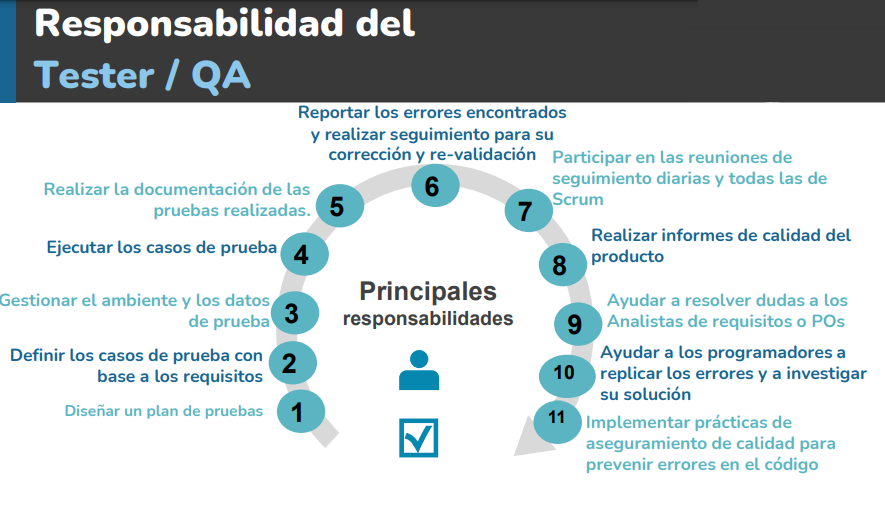 Responsabilidad del
Tester / QA
Reportar los errores encontrados
y realizar seguimiento para su
corrección y re-validación
Participar en las reuniones de
seguimiento diarias y todas las de
Scrum
Realizar la documentación de las
pruebas realizadas.
5
6
7
Ejecutar los casos de prueba
4
Realizar informes de calidad del
producto
8
Principales
responsabilidades
Gestionar el ambiente y los datos
de prueba
3
Ayudar a resolver dudas a los
Analistas de requisitos o POs
9
Definir los casos de prueba con
base a los requisitos
2
Ayudar a los programadores a
replicar los errores y a investigar
su solución
10
Diseñar un plan de pruebas
1
11
Implementar prácticas de
aseguramiento de calidad para
prevenir errores en el código